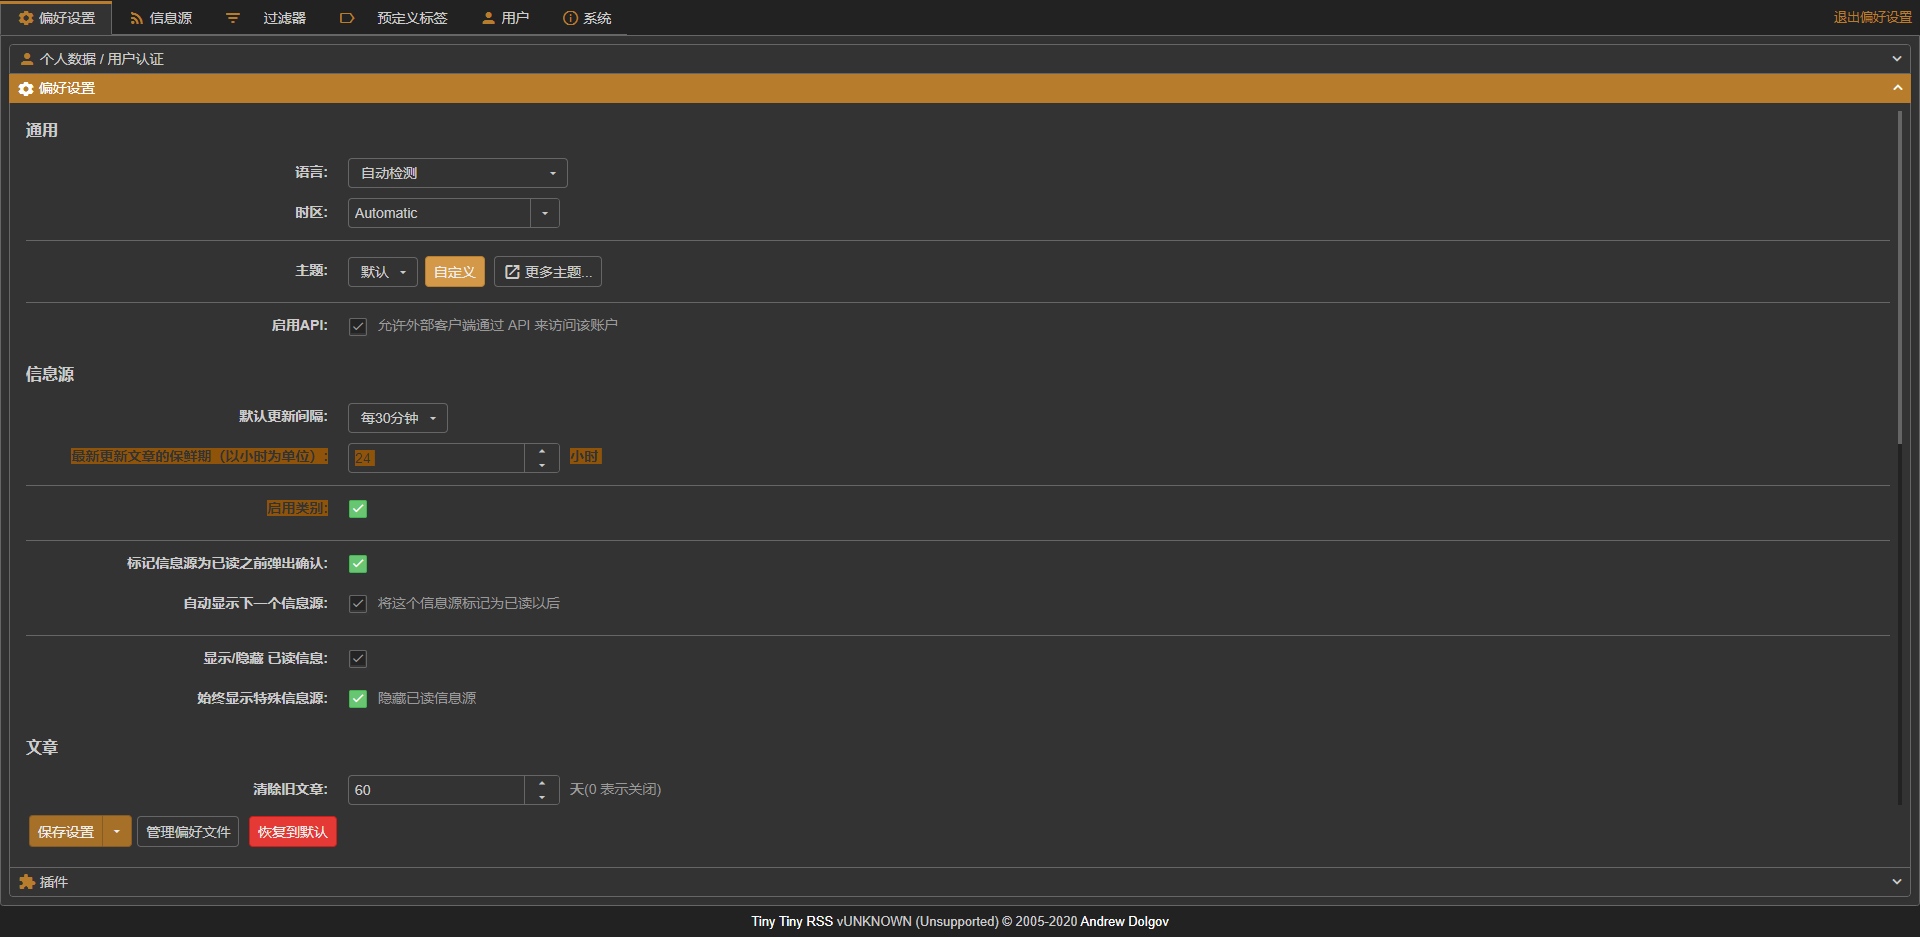 偏好设置 信息源 过滤器 预定义标签 用户 系统 退出偏好设置
个人数据 / 用户认证
偏好设置
通用
语言: 自动检测
时区: Automatic
主题: 默认 自定义 更多主题...
启用API: 允许外部客户端通过 API 来访问该账户
信息源
默认更新间隔: 每30分钟
最新更新文章的保鲜期（以小时为单位）: 24 小时
启用类别:
标记信息源为已读之前弹出确认:
自动显示下一个信息源: 将这个信息源标记为已读以后
显示/隐藏 已读信息:
始终显示特殊信息源: 隐藏已读信息源
文章
清除旧文章: 60 天(0 表示关闭)
保存设置 管理偏好文件 恢复到默认
插件
Tiny Tiny RSS vUNKNOWN (Unsupported) © 2005-2020 Andrew Dolgov